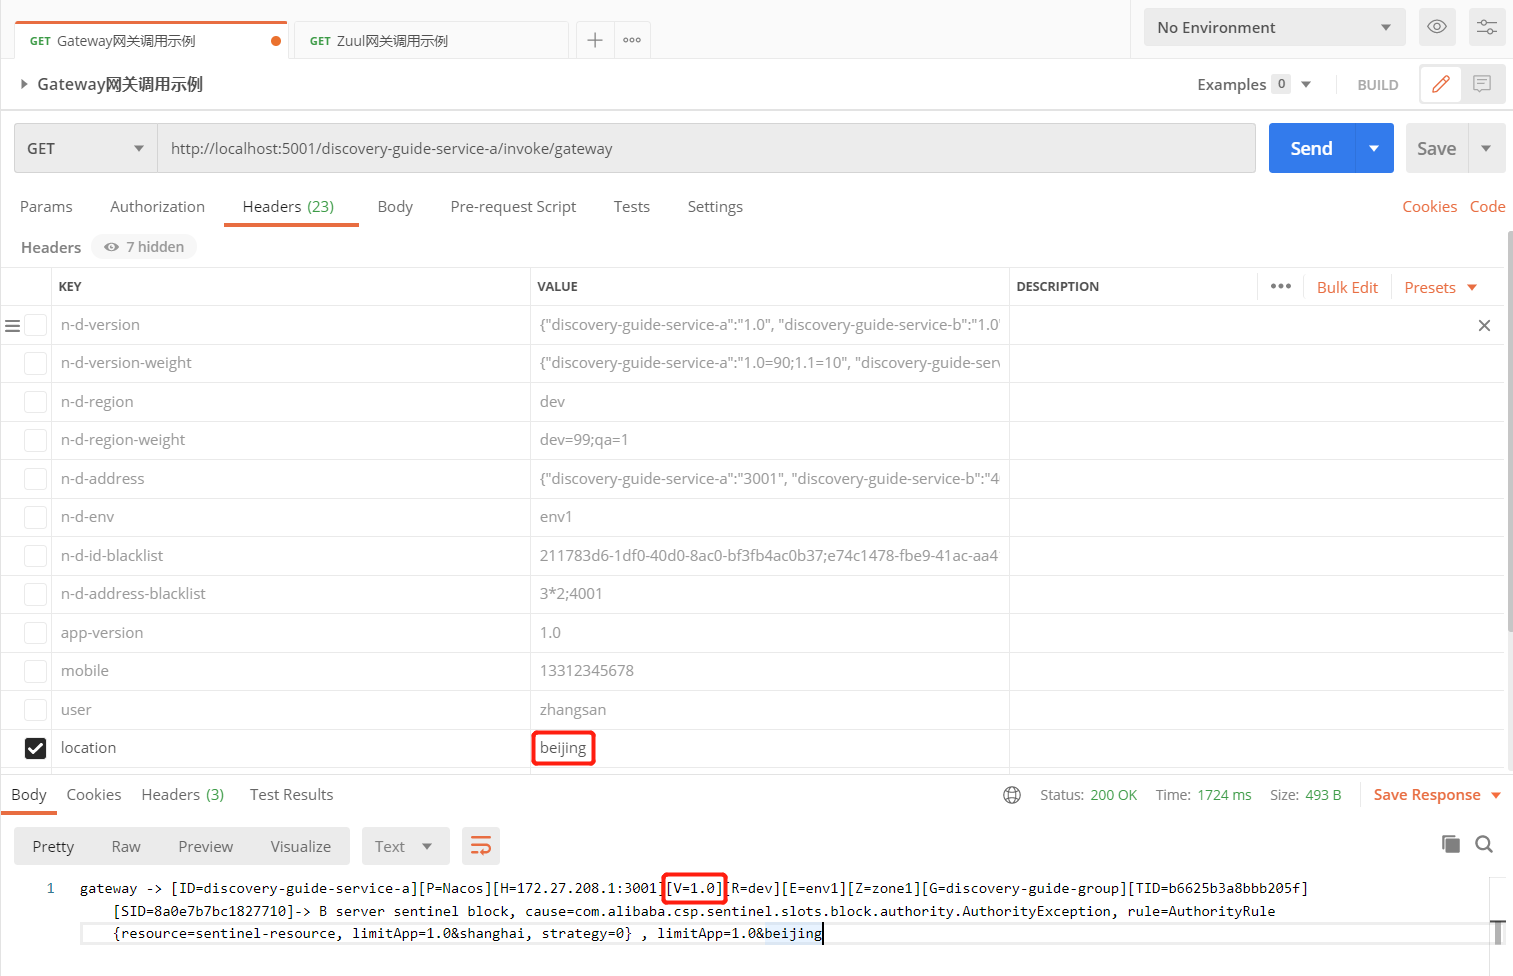 GET Gateway网关调用示例 GET Zuul网关调用示例 No Environment
Gateway网关调用示例 Examples 0 BUILD
GET http://localhost:5001/discovery-guide-service-a/invoke/gateway Send Save
Params Authorization Headers (23) Body Pre-request Script Tests Settings Cookies Code
Headers 7 hidden
KEY VALUE DESCRIPTION Bulk Edit Presets
n-d-version {"discovery-guide-service-a":"1.0", "discovery-guide-service-b":"1.0"
n-d-version-weight {"discovery-guide-service-a":"1.0=90;1.1=10", "discovery-guide-serv
n-d-region dev
n-d-region-weight dev=99;qa=1
n-d-address {"discovery-guide-service-a":"3001", "discovery-guide-service-b":"4
n-d-env env1
n-d-id-blacklist 211783d6-1df0-40d0-8ac0-bf3fb4ac0b37;e74c1478-fbe9-41ac-aa4
n-d-address-blacklist 3*2;4001
app-version 1.0
mobile 13312345678
user zhangsan
location beijing
Body Cookies Headers (3) Test Results Status: 200 OK Time: 1724 ms Size: 493 B Save Response
Pretty Raw Preview Visualize Text
1 gateway -> [ID=discovery-guide-service-a][P=Nacos][H=172.27.208.1:3001][V=1.0][R=dev][E=env1][Z=zone1][G=discovery-guide-group][TID=b6625b3a8bbb205f]
[SID=8a0e7b7bc1827710]-> B server sentinel block, cause=com.alibaba.csp.sentinel.slots.block.authority.AuthorityException, rule=AuthorityRule
{resource=sentinel-resource, limitApp=1.0&shanghai, strategy=0} , limitApp=1.0&beijing